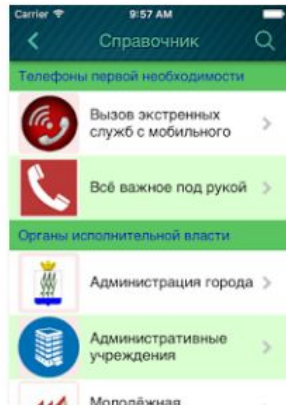 Carrier 9:57 AM
Справочник
Телефоны первой необходимости
Вызов экстренных
служб с мобильного
Всё важное под рукой
Органы исполнительной власти
Администрация города
Административные
учреждения
Молодёжная